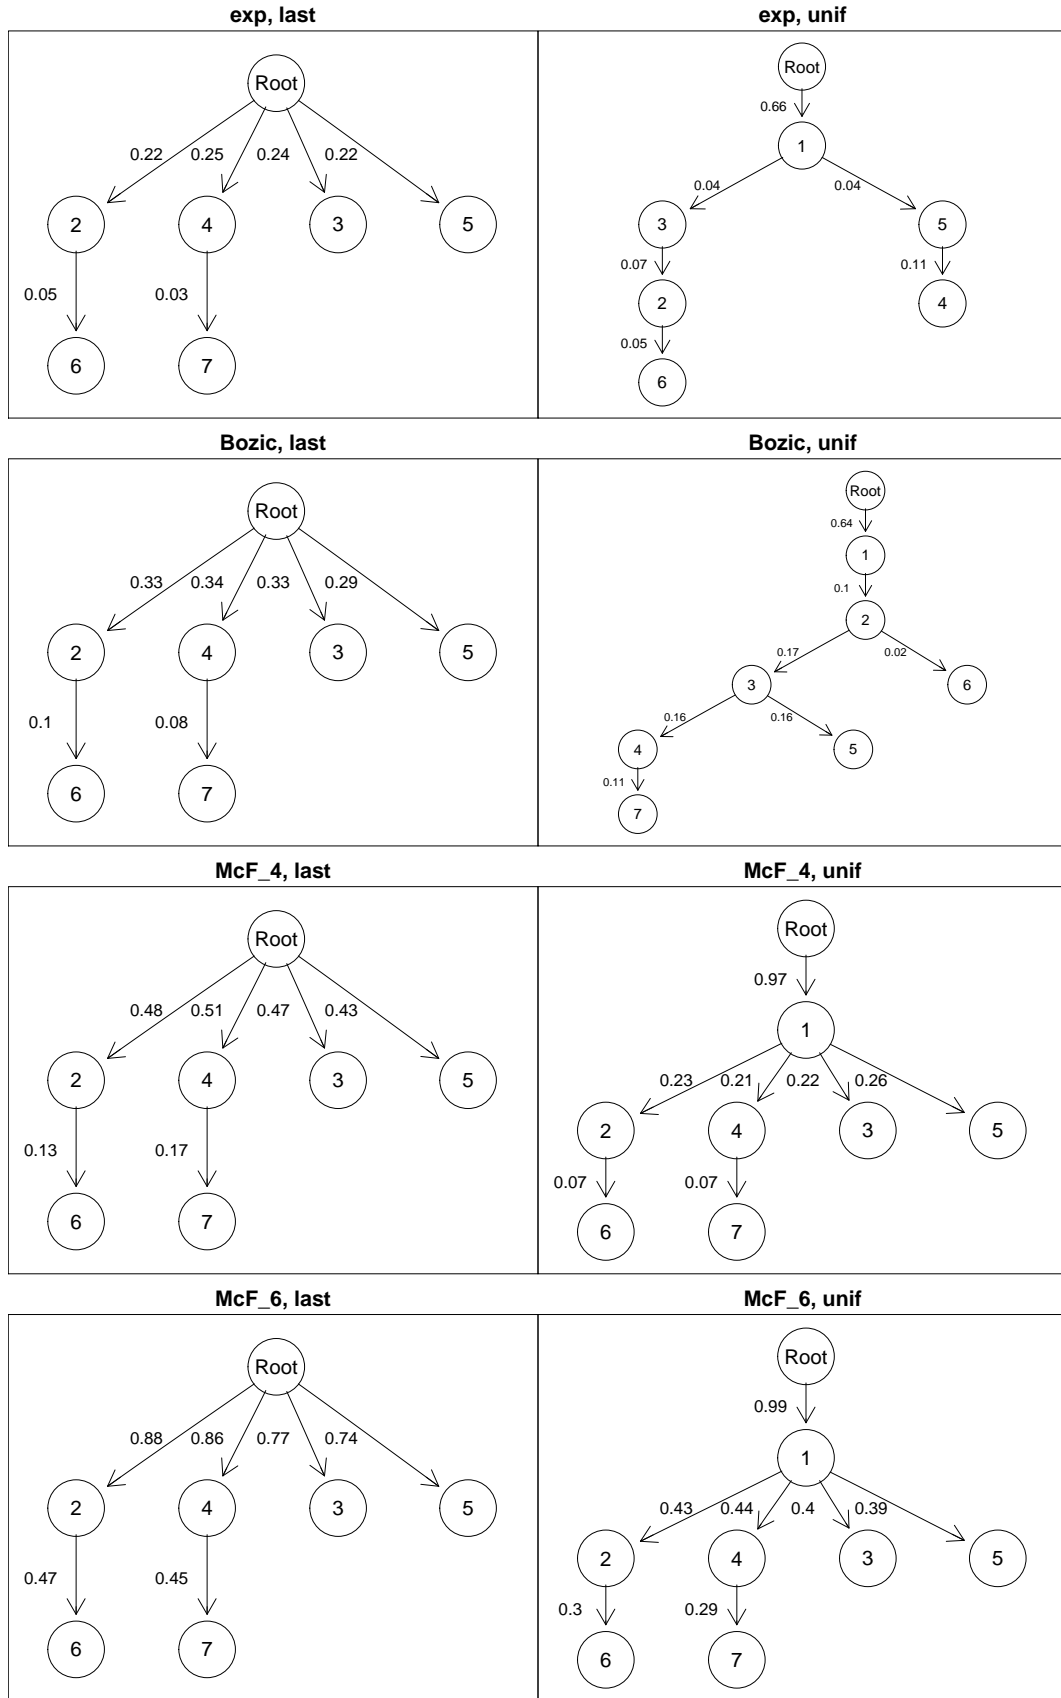 exp, last
Root
0.22 0.25 0.24 0.22
2 4 3 5
0.05 0.03
6 7
exp, unif
Root
0.66
1
0.04 0.04
3 5
0.07 0.11
2 4
0.05
6
Bozic, last
Root
0.33 0.34 0.33 0.29
2 4 3 5
0.1 0.08
6 7
Bozic, unif
Root
0.64
1
0.1
2
0.17 0.02
3 6
0.16 0.16
4 5
0.11
7
McF_4, last
Root
0.48 0.51 0.47 0.43
2 4 3 5
0.13 0.17
6 7
McF_4, unif
Root
0.97
1
0.23 0.21 0.22 0.26
2 4 3 5
0.07 0.07
6 7
McF_6, last
Root
0.88 0.86 0.77 0.74
2 4 3 5
0.47 0.45
6 7
McF_6, unif
Root
0.99
1
0.43 0.44 0.4 0.39
2 4 3 5
0.3 0.29
6 7